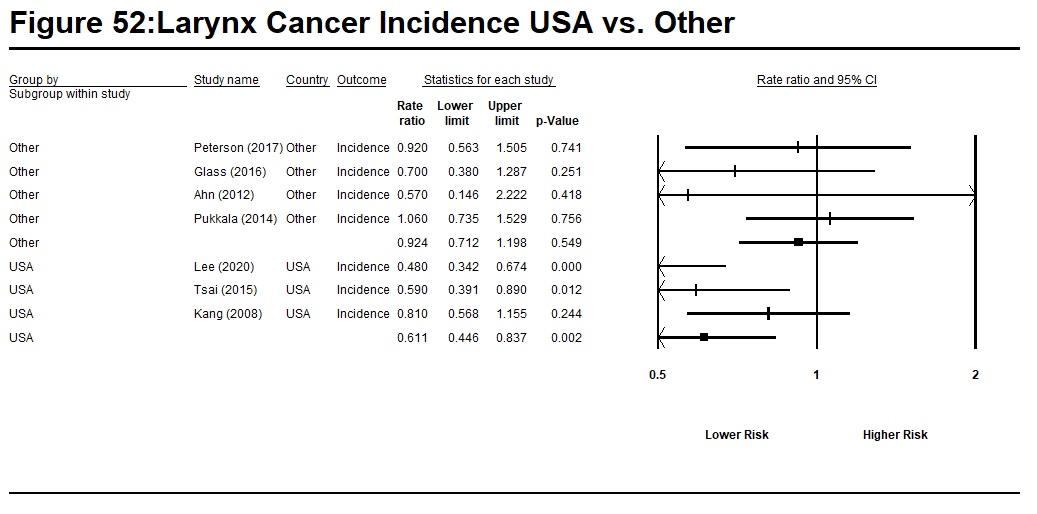 Figure 52:Larynx Cancer Incidence USA vs. Other
Group by Study name Country Outcome Statistics for each study Rate ratio and 95% CI
Subgroup within study
Rate Lower Upper
ratio limit limit p-Value
Other Peterson (2017) Other Incidence 0.920 0.563 1.505 0.741
Other Glass (2016) Other Incidence 0.700 0.380 1.287 0.251
Other Ahn (2012) Other Incidence 0.570 0.146 2.222 0.418
Other Pukkala (2014) Other Incidence 1.060 0.735 1.529 0.756
Other 0.924 0.712 1.198 0.549
USA Lee (2020) USA Incidence 0.480 0.342 0.674 0.000
USA Tsai (2015) USA Incidence 0.590 0.391 0.890 0.012
USA Kang (2008) USA Incidence 0.810 0.568 1.155 0.244
USA 0.611 0.446 0.837 0.002
0.5 1 2
Lower Risk Higher Risk